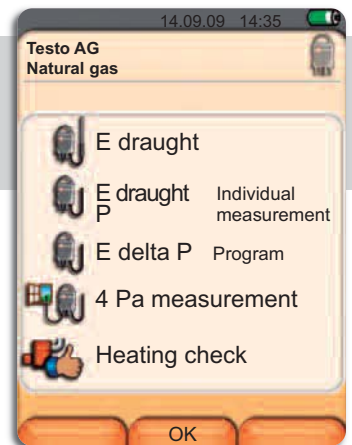 14.09.09 14:35
Testo AG
Natural gas
E draught
E draught Individual
P measurement
E delta P Program
4 Pa measurement
Heating check
OK